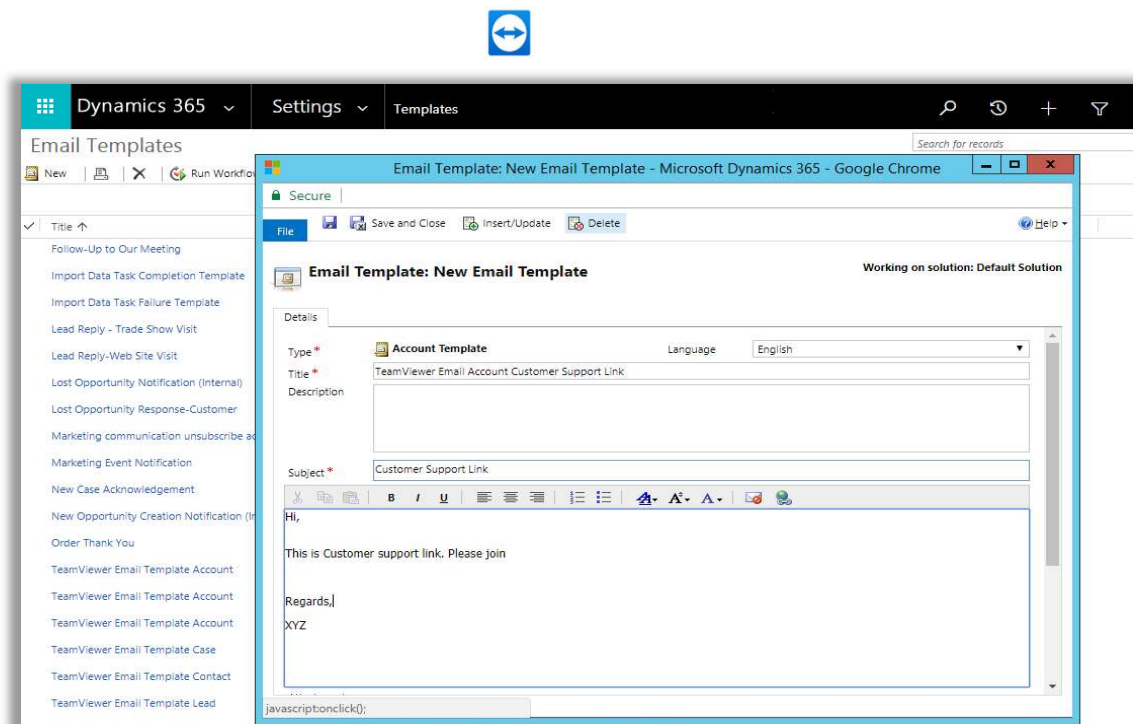 Dynamics 365 Settings Templates
Email Templates
Search for records
New Run Workflow
Title
Follow-Up to Our Meeting
Import Data Task Completion Template
Import Data Task Failure Template
Lead Reply - Trade Show Visit
Lead Reply-Web Site Visit
Lost Opportunity Notification (Internal)
Lost Opportunity Response-Customer
Marketing communication unsubscribe
Marketing Event Notification
New Case Acknowledgement
New Opportunity Creation Notification
Order Thank You
TeamViewer Email Template Account
TeamViewer Email Template Account
TeamViewer Email Template Account
TeamViewer Email Template Case
TeamViewer Email Template Contact
TeamViewer Email Template Lead
Email Template: New Email Template - Microsoft Dynamics 365 - Google Chrome
Secure
File Save and Close Insert/Update Delete Help
Email Template: New Email Template
Working on solution: Default Solution
Details
Type * Account Template Language English
Title * TeamViewer Email Account Customer Support Link
Description
Subject * Customer Support Link
B I U
Hi,
This is Customer support link. Please join
Regards,
XYZ
javascript:onclick();